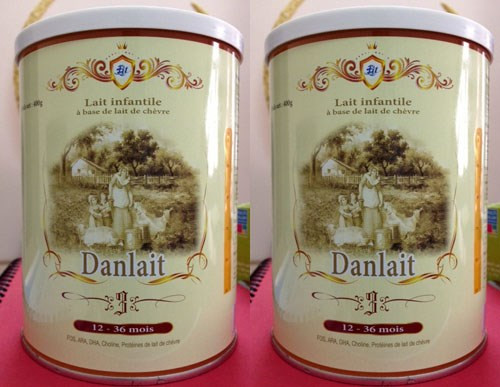 Lait infantile
à base de lait de chèvre
400g
Danlait
3
12 - 36 mois
FOS, ARA, DHA, Choline, Protéines de lait de chèvre
Lait infantile
à base de lait de chèvre
400g
Danlait
3
12 - 36 mois
FOS, ARA, DHA, Choline, Protéines de lait de chèvre